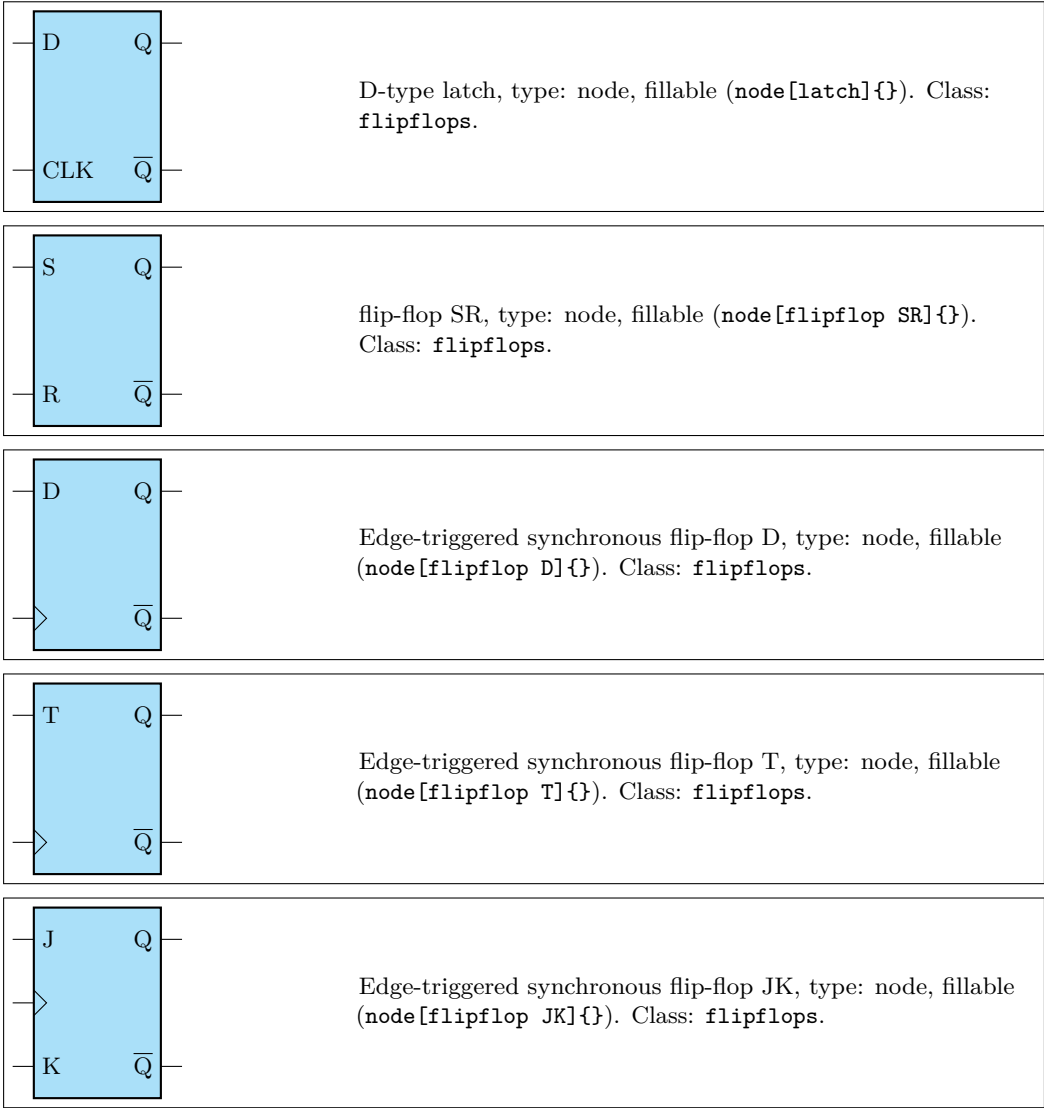 D Q
D-type latch, type: node, fillable (node[latch]{}). Class:
flipflops.
CLK Q̅
S Q
flip-flop SR, type: node, fillable (node[flipflop SR]{}).
Class: flipflops.
R Q̅
D Q
Edge-triggered synchronous flip-flop D, type: node, fillable
(node[flipflop D]{}). Class: flipflops.
Q̅
T Q
Edge-triggered synchronous flip-flop T, type: node, fillable
(node[flipflop T]{}). Class: flipflops.
Q̅
J Q
Edge-triggered synchronous flip-flop JK, type: node, fillable
(node[flipflop JK]{}). Class: flipflops.
K Q̅